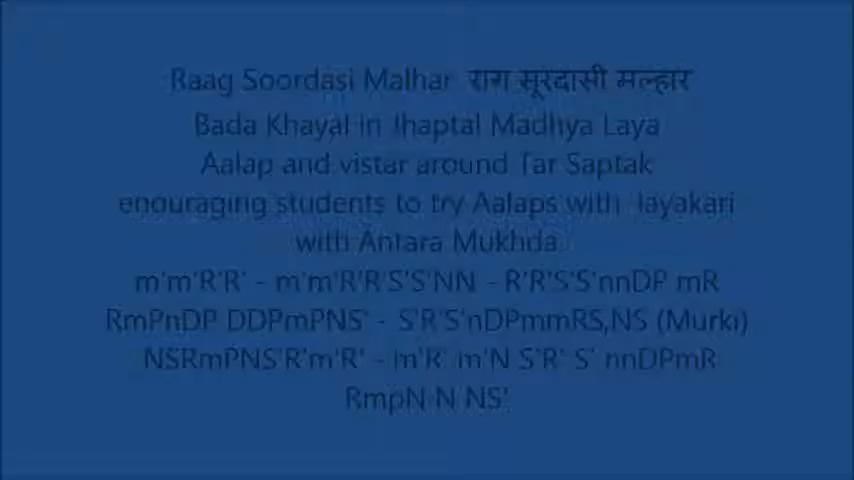 Raag Soordasi Malhar राग सूरदासी मल्हार
Bada Khayal in Jhaptal Madhya Laya
Aalap and vistar around Tar Saptak
enouraging students to try Aalaps with layakari
with Antara Mukhda
m'm'R'R' - m'm'R'R'S'S'NN - R'R'S'S'nnDP mR
RmPnDP DDPmPNS' - S'R'S'nDPmmRS,NS (Murki)
NSRmPNS'R'm'R' - m'R' m'N S'R' S' nnDPmR
RmpN N NS'